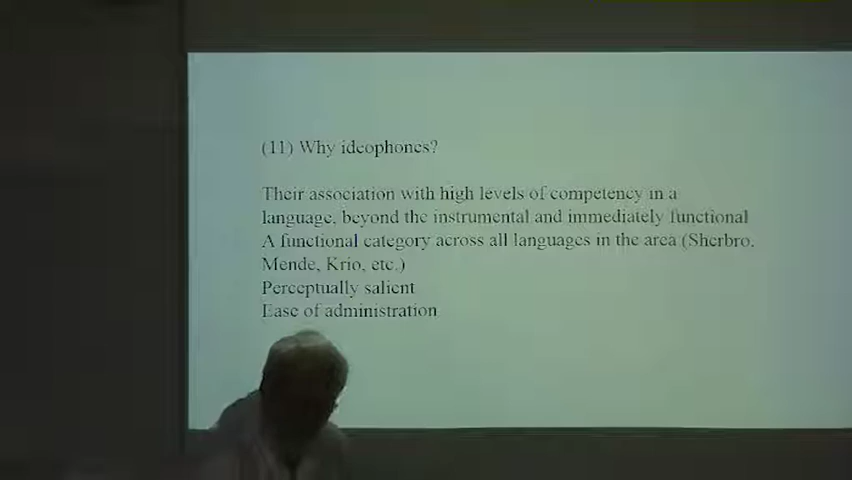 (11) Why ideophones?
Their association with high levels of competency in a
language, beyond the instrumental and immediately functional
A functional category across all languages in the area (Sherbro,
Mende, Krio, etc.)
Perceptually salient
Ease of administration